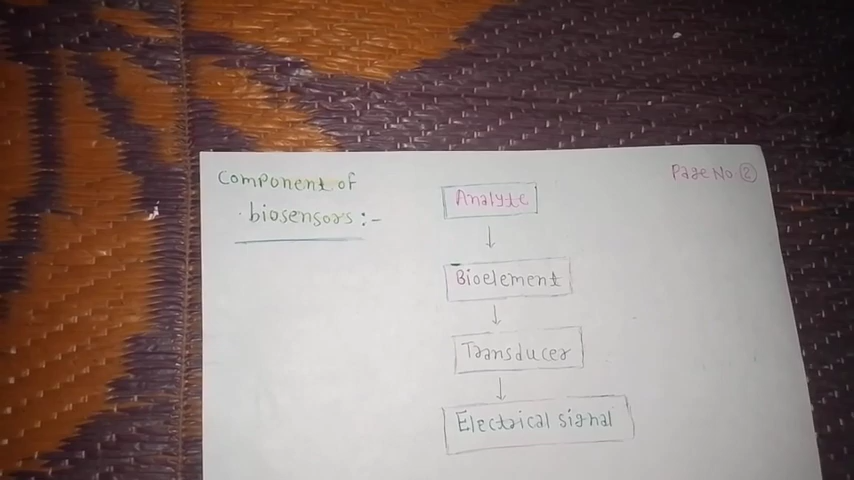 Component of
biosensors:-
Page No. 2
Analyte
Bioelement
Transducer
Electrical signal